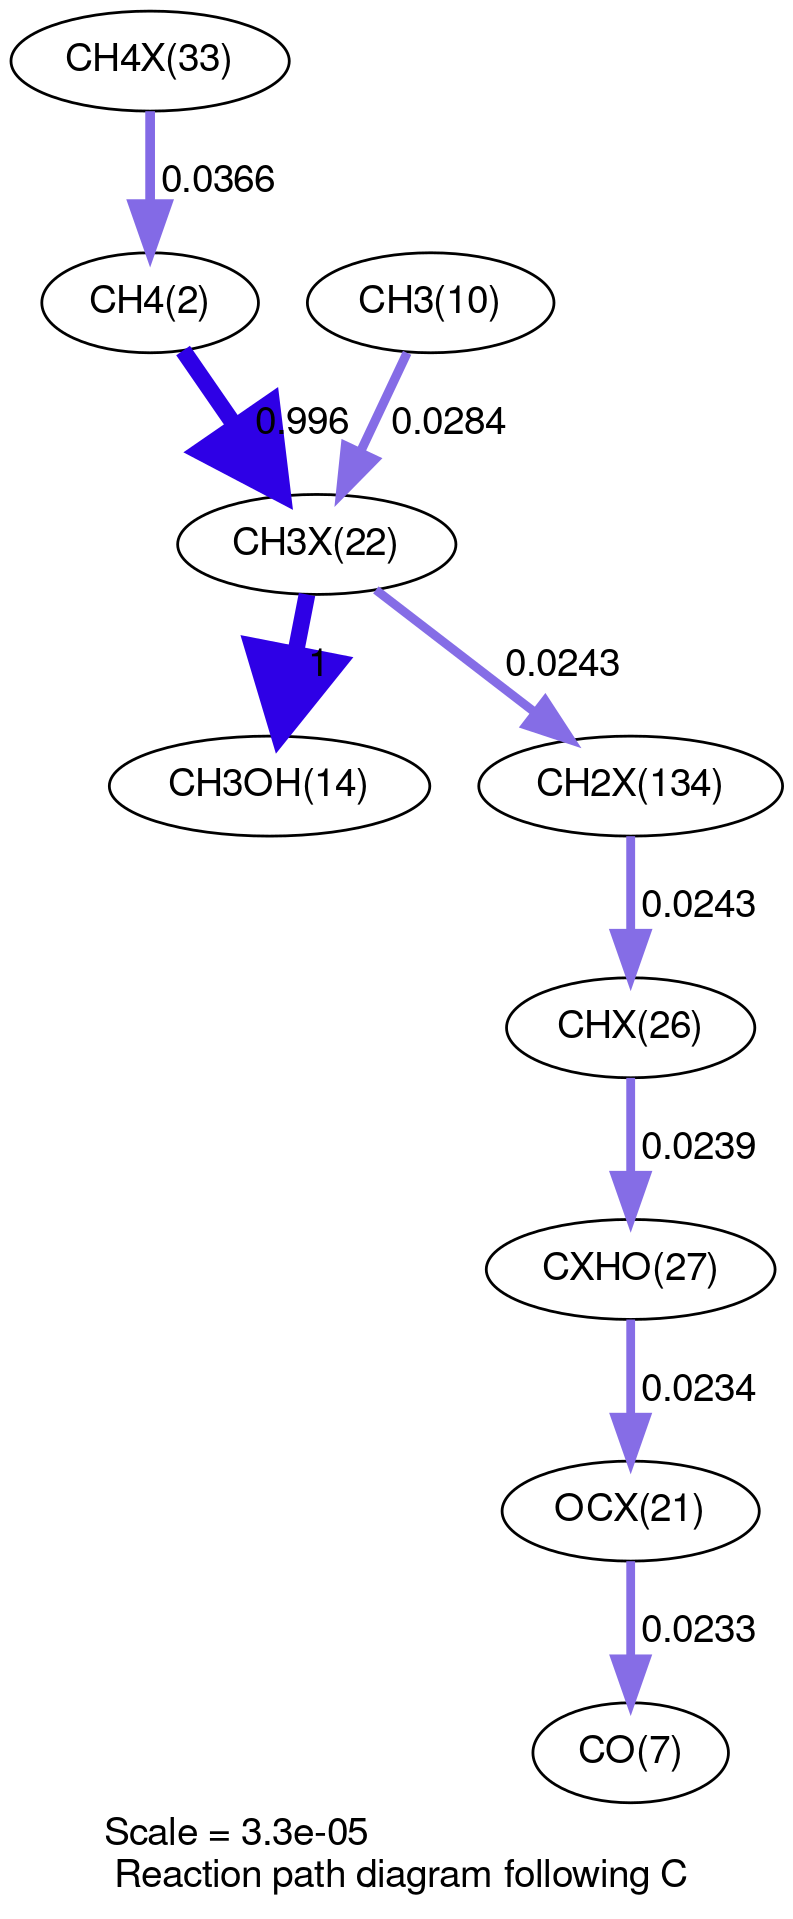 CH4X(33)
0.0366
CH4(2)
CH3(10)
0.996
0.0284
CH3X(22)
1
0.0243
CH3OH(14)
CH2X(134)
0.0243
CHX(26)
0.0239
CXHO(27)
0.0234
OCX(21)
0.0233
CO(7)
Scale = 3.3e-05
Reaction path diagram following C